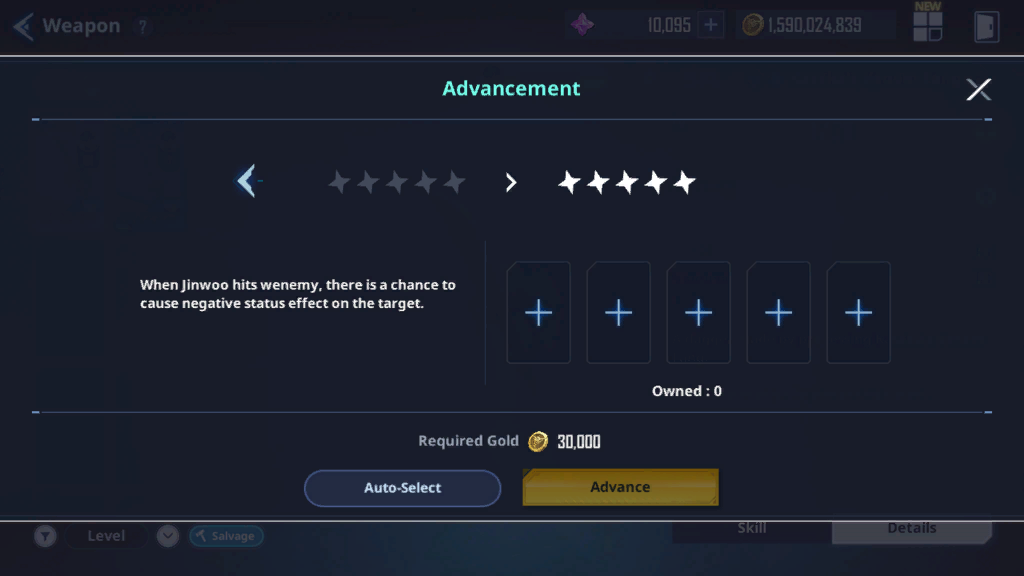 Weapon ?
10,095
1,590,024,839
NEW
Advancement
When Jinwoo hits wenemy, there is a chance to
cause negative status effect on the target.
Owned : 0
Required Gold 30,000
Auto-Select
Advance
Level
Salvage
Skill
Details